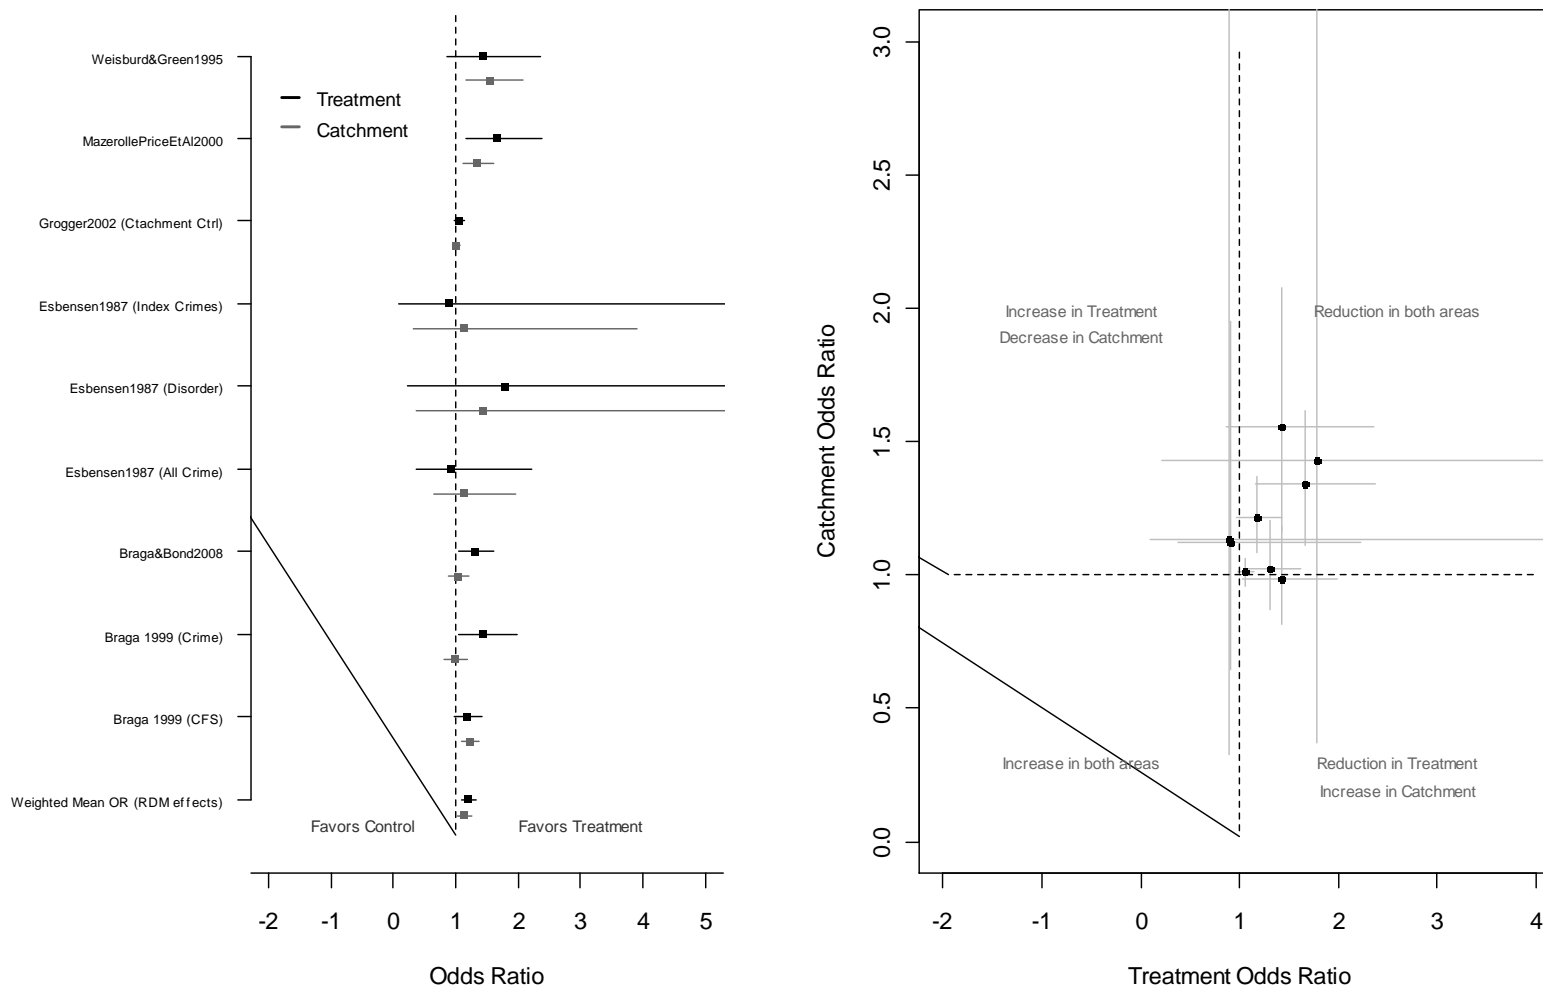 Weisburd&Green1995
MazerollePriceEtAl2000
Grogger2002 (Ctachment Ctrl)
Esbensen1987 (Index Crimes)
Esbensen1987 (Disorder)
Esbensen1987 (All Crime)
Braga&Bond2008
Braga 1999 (Crime)
Braga 1999 (CFS)
Weighted Mean OR (RDM effects)
Treatment
Catchment
Favors Control
Favors Treatment
-2 -1 0 1 2 3 4 5
Odds Ratio
Catchment Odds Ratio
3.0
2.5
2.0
1.5
1.0
0.5
0.0
Increase in Treatment
Decrease in Catchment
Reduction in both areas
Increase in both areas
Reduction in Treatment
Increase in Catchment
-2 -1 0 1 2 3 4
Treatment Odds Ratio